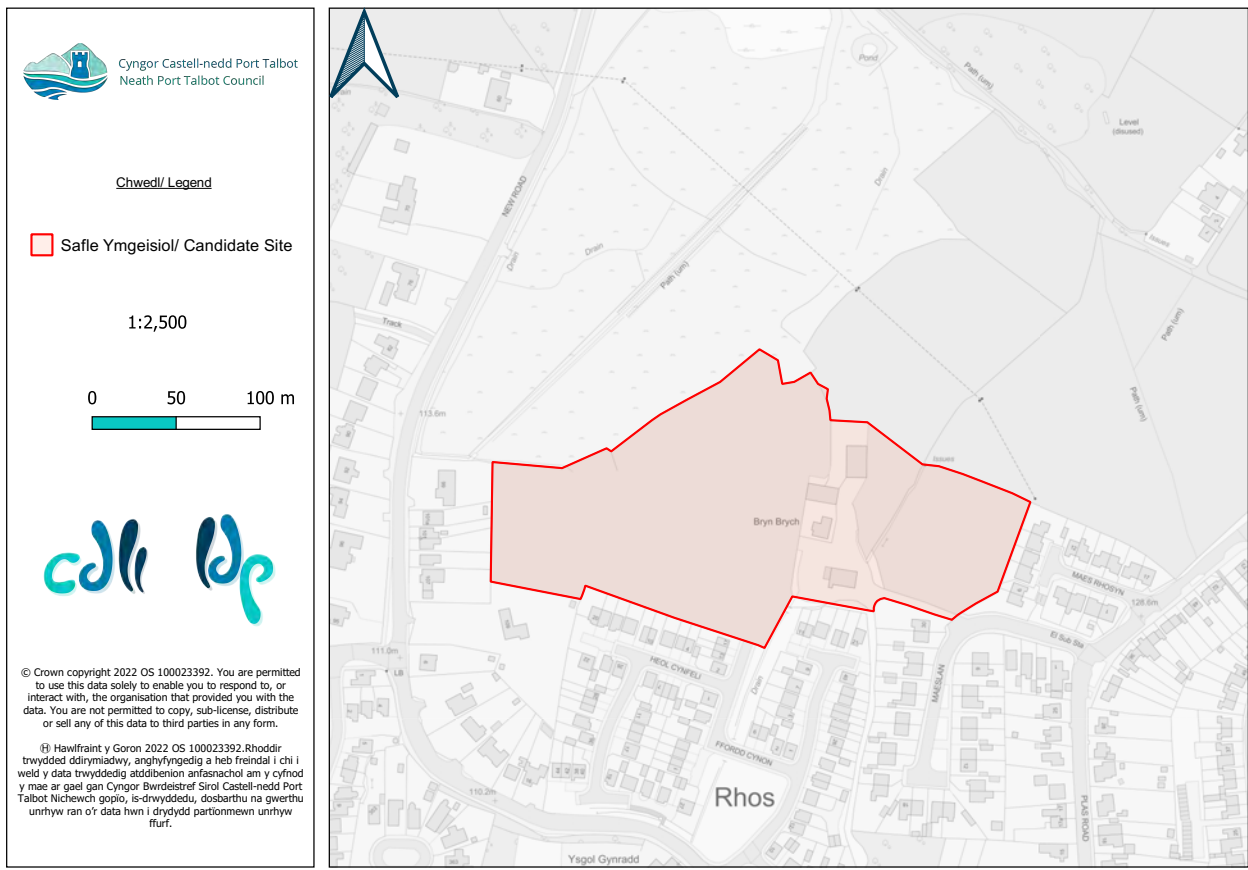 Cyngor Castell-nedd Port Talbot
Neath Port Talbot Council
Chwedl/ Legend
Safle Ymgeisiol/ Candidate Site
1:2,500
0 50 100 m
cdll ldp
© Crown copyright 2022 OS 100023392. You are permitted
to use this data solely to enable you to respond to, or
interact with, the organisation that provided you with the
data. You are not permitted to copy, sub-license, distribute
or sell any of this data to third parties in any form.
Ⓗ Hawlfraint y Goron 2022 OS 100023392.Rhoddir
trwydded ddirymiadwy, anghyfyngedig a heb freindal i chi i
weld y data trwyddedig atddibenion anfasnachol am y cyfnod
y mae ar gael gan Cyngor Bwrdeistref Sirol Castell-nedd Port
Talbot Nichewch gopïo, is-drwyddedu, dosbarthu na gwerthu
unrhyw ran o'r data hwn i drydydd partïonmewn unrhyw
ffurf.
Drain
Pond
Path (um)
Level
(disused)
NEW ROAD
Drain
Drain
Drain
Path (um)
Issues
Track
Path (um)
Path (um)
113.6m
Issues
Bryn Brych
MAES RHOSYN
128.6m
El Sub Sta
111.0m
LB
HEOL CYNFELI
Drain
MAESLAN
FFORDD CYNON
110.2m
Rhos
PLAS ROAD
Ysgol Gynradd